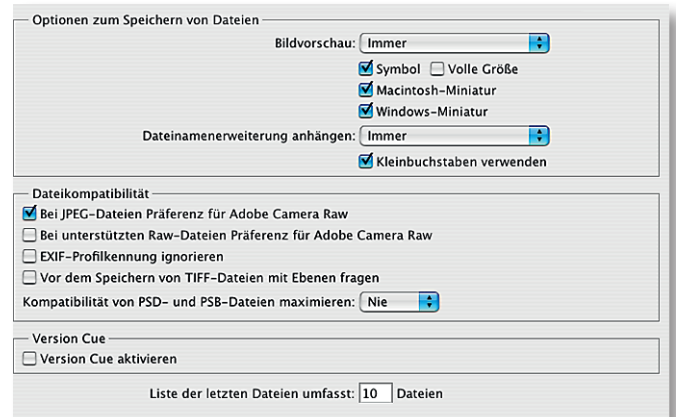 Optionen zum Speichern von Dateien
Bildvorschau: Immer
Symbol Volle Größe
Macintosh-Miniatur
Windows-Miniatur
Dateinamenerweiterung anhängen: Immer
Kleinbuchstaben verwenden
Dateikompatibilität
Bei JPEG-Dateien Präferenz für Adobe Camera Raw
Bei unterstützten Raw-Dateien Präferenz für Adobe Camera Raw
EXIF-Profilkennung ignorieren
Vor dem Speichern von TIFF-Dateien mit Ebenen fragen
Kompatibilität von PSD- und PSB-Dateien maximieren: Nie
Version Cue
Version Cue aktivieren
Liste der letzten Dateien umfasst: 10 Dateien